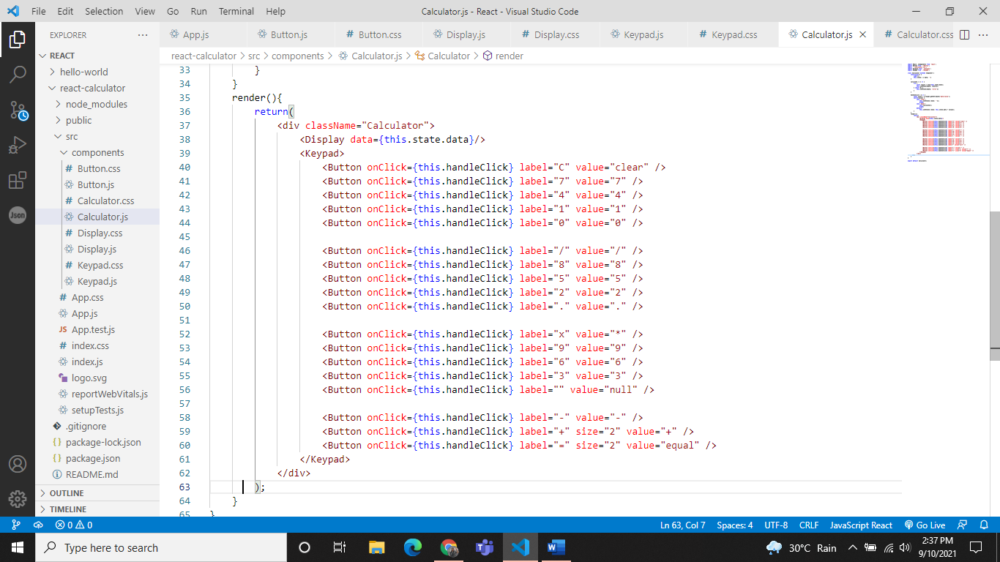 File Edit Selection View Go Run Terminal Help Calculator.js - React - Visual Studio Code
EXPLORER
App.js Button.js Button.css Display.js Display.css Keypad.js Keypad.css Calculator.js Calculator.css
react-calculator > src > components > Calculator.js > Calculator > render
REACT
hello-world
react-calculator
node_modules
public
src
components
Button.css
Button.js
Calculator.css
Calculator.js
Display.css
Display.js
Keypad.css
Keypad.js
App.css
App.js
JS App.test.js
index.css
index.js
logo.svg
reportWebVitals.js
setupTests.js
.gitignore
package-lock.json
package.json
README.md
OUTLINE
TIMELINE
Json
33 }
34 }
35 render(){
36 return(
37 <div className="Calculator">
38 <Display data={this.state.data}/>
39 <Keypad>
40 <Button onClick={this.handleClick} label="C" value="clear" />
41 <Button onClick={this.handleClick} label="7" value="7" />
42 <Button onClick={this.handleClick} label="4" value="4" />
43 <Button onClick={this.handleClick} label="1" value="1" />
44 <Button onClick={this.handleClick} label="0" value="0" />
45
46 <Button onClick={this.handleClick} label="/" value="/" />
47 <Button onClick={this.handleClick} label="8" value="8" />
48 <Button onClick={this.handleClick} label="5" value="5" />
49 <Button onClick={this.handleClick} label="2" value="2" />
50 <Button onClick={this.handleClick} label="." value="." />
51
52 <Button onClick={this.handleClick} label="x" value="*" />
53 <Button onClick={this.handleClick} label="9" value="9" />
54 <Button onClick={this.handleClick} label="6" value="6" />
55 <Button onClick={this.handleClick} label="3" value="3" />
56 <Button onClick={this.handleClick} label="" value="null" />
57
58 <Button onClick={this.handleClick} label="-" value="-" />
59 <Button onClick={this.handleClick} label="+" size="2" value="+" />
60 <Button onClick={this.handleClick} label="=" size="2" value="equal" />
61 </Keypad>
62 </div>
63 );
64 }
65 }
0 0 Ln 63, Col 7 Spaces: 4 UTF-8 CRLF JavaScript React Go Live
Type here to search 30°C Rain 2:37 PM
9/10/2021